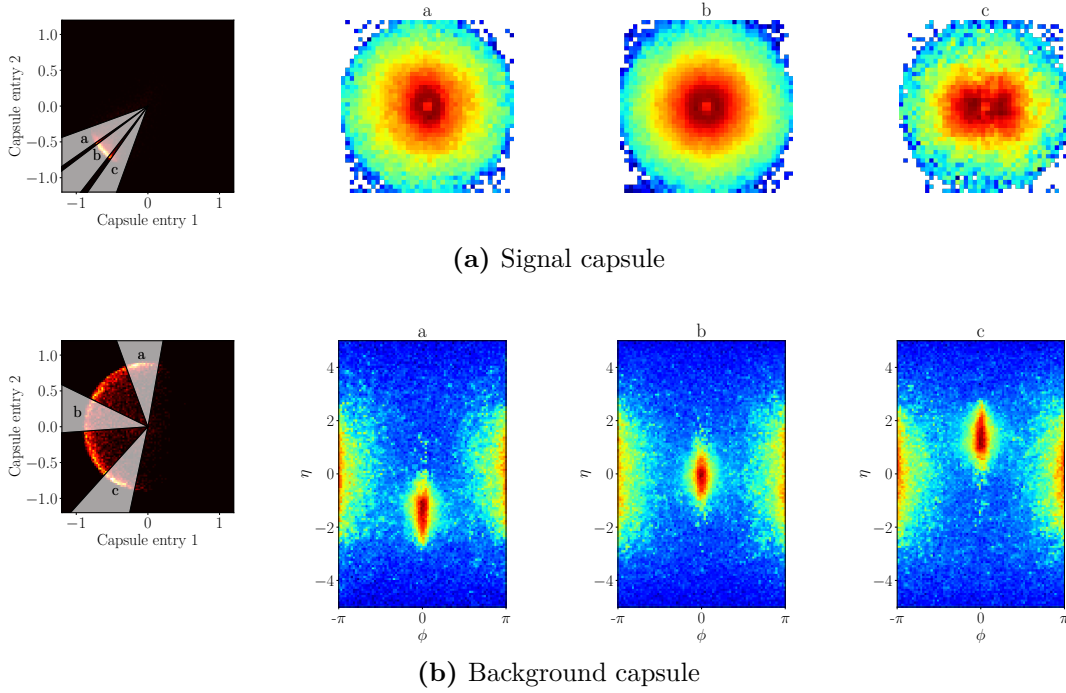 a
b
c
Capsule entry 2
1.0
0.5
0.0
−0.5
−1.0
a
b
c
−1
0
1
Capsule entry 1
(a) Signal capsule
a
b
c
Capsule entry 2
1.0
0.5
0.0
−0.5
−1.0
a
b
c
−1
0
1
Capsule entry 1
η
4
2
0
−2
−4
-π
0
π
ϕ
η
4
2
0
−2
−4
-π
0
π
ϕ
η
4
2
0
−2
−4
-π
0
π
ϕ
(b) Background capsule